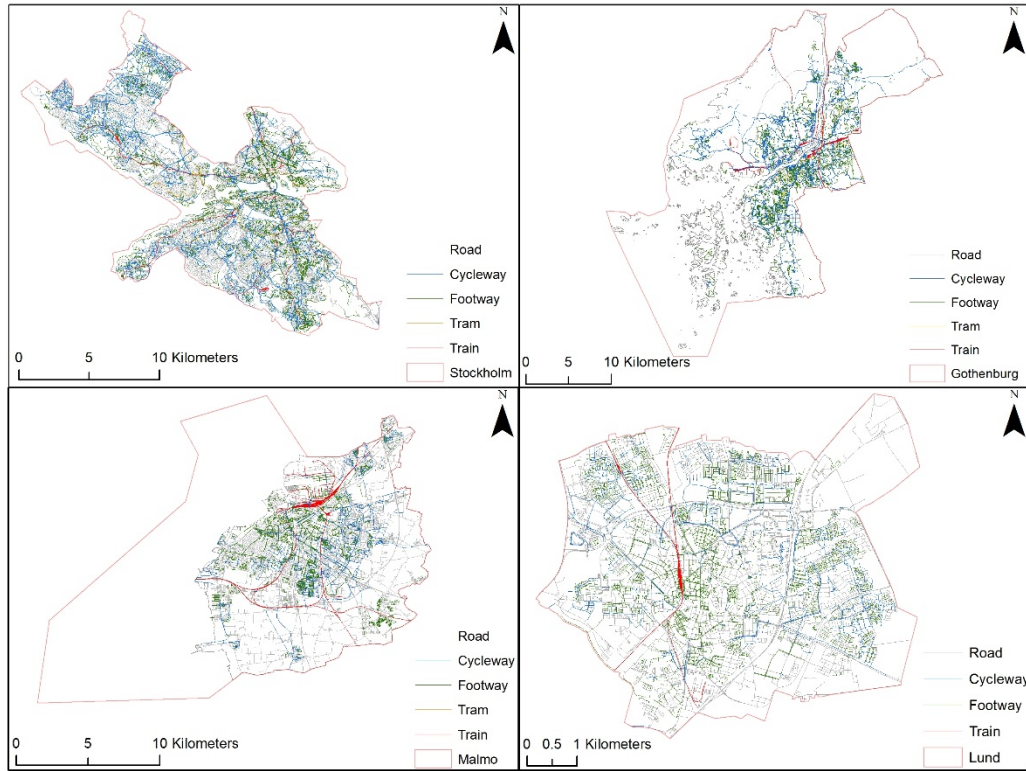 N
Road
Cycleway
Footway
Tram
Train
Stockholm
0 5 10 Kilometers
N
Road
Cycleway
Footway
Tram
Train
Gothenburg
0 5 10 Kilometers
N
Road
Cycleway
Footway
Tram
Train
Malmo
0 5 10 Kilometers
N
Road
Cycleway
Footway
Train
Lund
0 0.5 1 Kilometers